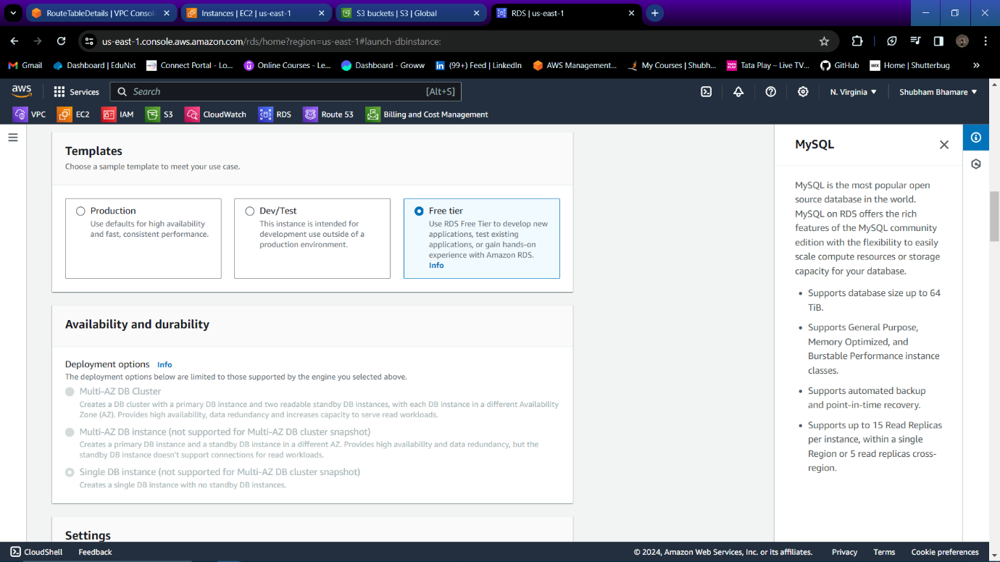 RouteTableDetails | VPC Consol
Instances | EC2 | us-east-1
S3 buckets | S3 | Global
RDS | us-east-1
us-east-1.console.aws.amazon.com/rds/home?region=us-east-1#launch-dbinstance:
Gmail
Dashboard | EduNxt
Connect Portal - Lo...
Online Courses - Le...
Dashboard - Groww
(99+) Feed | LinkedIn
AWS Management...
My Courses | Shubh...
Tata Play – Live TV...
GitHub
WIX
Home | Shutterbug
aws
Services
Search
[Alt+S]
N. Virginia
Shubham Bhamare
VPC
EC2
IAM
S3
CloudWatch
RDS
Route 53
Billing and Cost Management
Templates
Choose a sample template to meet your use case.
Production
Use defaults for high availability
and fast, consistent performance.
Dev/Test
This instance is intended for
development use outside of a
production environment.
Free tier
Use RDS Free Tier to develop new
applications, test existing
applications, or gain hands-on
experience with Amazon RDS.
Info
Availability and durability
Deployment options Info
The deployment options below are limited to those supported by the engine you selected above.
Multi-AZ DB Cluster
Creates a DB cluster with a primary DB instance and two readable standby DB instances, with each DB instance in a different Availability
Zone (AZ). Provides high availability, data redundancy and increases capacity to serve read workloads.
Multi-AZ DB instance (not supported for Multi-AZ DB cluster snapshot)
Creates a primary DB instance and a standby DB instance in a different AZ. Provides high availability and data redundancy, but the
standby DB instance doesn't support connections for read workloads.
Single DB instance (not supported for Multi-AZ DB cluster snapshot)
Creates a single DB instance with no standby DB instances.
Settings
MySQL
MySQL is the most popular open
source database in the world.
MySQL on RDS offers the rich
features of the MySQL community
edition with the flexibility to easily
scale compute resources or storage
capacity for your database.
• Supports database size up to 64
TiB.
• Supports General Purpose,
Memory Optimized, and
Burstable Performance instance
classes.
• Supports automated backup
and point-in-time recovery.
• Supports up to 15 Read Replicas
per instance, within a single
Region or 5 read replicas cross-
region.
CloudShell
Feedback
© 2024, Amazon Web Services, Inc. or its affiliates.
Privacy
Terms
Cookie preferences